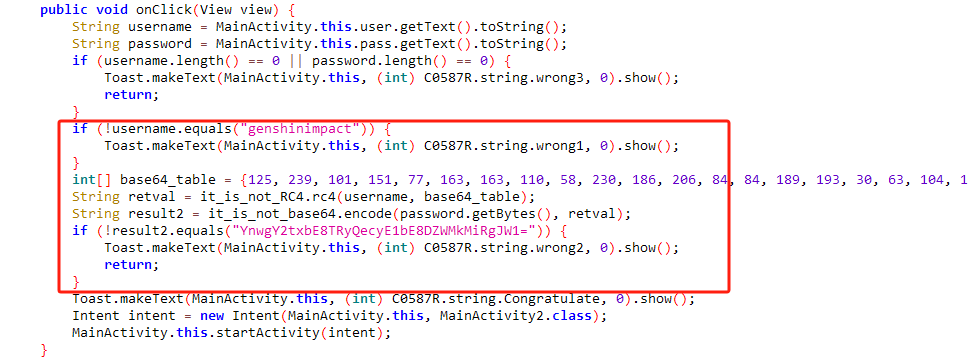 public void onClick(View view) {
String username = MainActivity.this.user.getText().toString();
String password = MainActivity.this.pass.getText().toString();
if (username.length() == 0 || password.length() == 0) {
Toast.makeText(MainActivity.this, (int) C0587R.string.wrong3, 0).show();
return;
}
if (!username.equals("genshinimpact")) {
Toast.makeText(MainActivity.this, (int) C0587R.string.wrong1, 0).show();
}
int[] base64_table = {125, 239, 101, 151, 77, 163, 163, 110, 58, 230, 186, 206, 84, 84, 189, 193, 30, 63, 104, 1
String retval = it_is_not_RC4.rc4(username, base64_table);
String result2 = it_is_not_base64.encode(password.getBytes(), retval);
if (!result2.equals("YnwgY2txbE8TRyQecyE1bE8DZWMkMiRgJW1=")) {
Toast.makeText(MainActivity.this, (int) C0587R.string.wrong2, 0).show();
return;
}
Toast.makeText(MainActivity.this, (int) C0587R.string.Congratulate, 0).show();
Intent intent = new Intent(MainActivity.this, MainActivity2.class);
MainActivity.this.startActivity(intent);
}